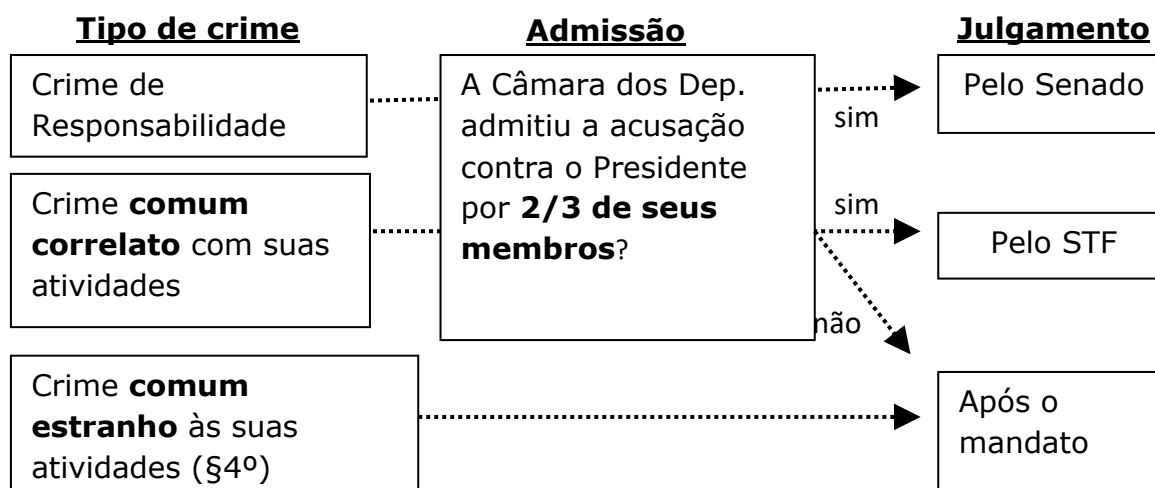 Tipo de crime
Admissão
Julgamento
Crime de
Responsabilidade
A Câmara dos Dep.
admitiu a acusação
contra o Presidente
por 2/3 de seus
membros?
sim
Pelo Senado
Crime comum
correlato com suas
atividades
sim
Pelo STF
não
Crime comum
estranho às suas
atividades (§4º)
Após o
mandato